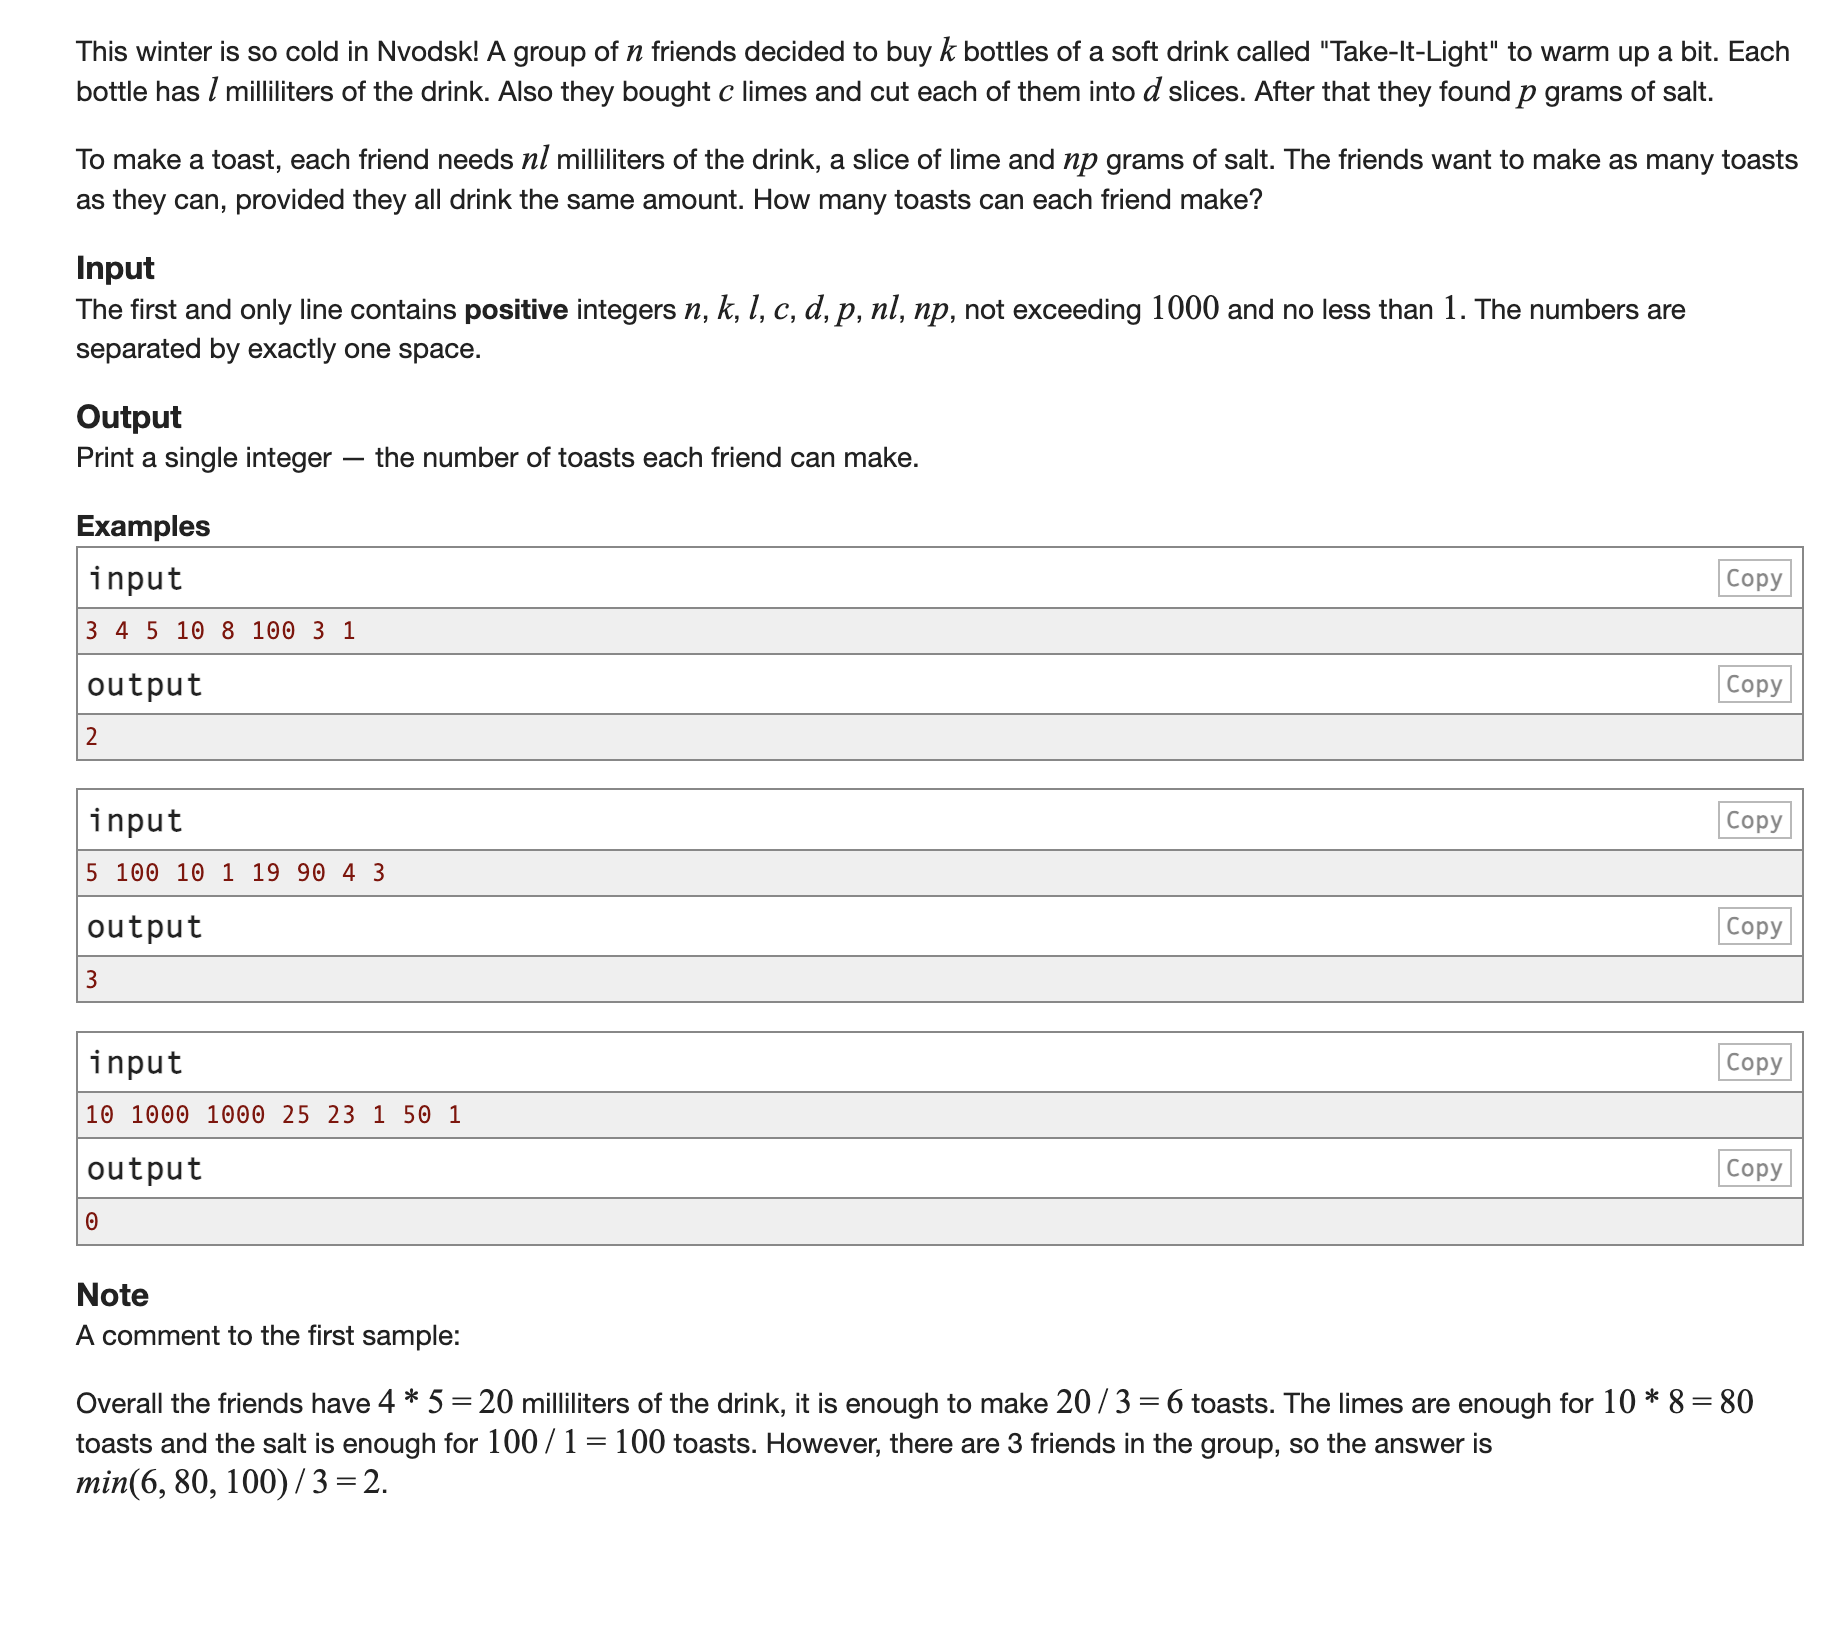 This winter is so cold in Nvodsk! A group of n friends decided to buy k bottles of a soft drink called "Take-It-Light" to warm up a bit. Each
bottle has l milliliters of the drink. Also they bought c limes and cut each of them into d slices. After that they found p grams of salt.
To make a toast, each friend needs nl milliliters of the drink, a slice of lime and np grams of salt. The friends want to make as many toasts
as they can, provided they all drink the same amount. How many toasts can each friend make?
Input
The first and only line contains positive integers n, k, l, c, d, p, nl, np, not exceeding 1000 and no less than 1. The numbers are
separated by exactly one space.
Output
Print a single integer — the number of toasts each friend can make.
Examples
input Copy
3 4 5 10 8 100 3 1
output Copy
2
input Copy
5 100 10 1 19 90 4 3
output Copy
3
input Copy
10 1000 1000 25 23 1 50 1
output Copy
0
Note
A comment to the first sample:
Overall the friends have 4 * 5 = 20 milliliters of the drink, it is enough to make 20 / 3 = 6 toasts. The limes are enough for 10 * 8 = 80
toasts and the salt is enough for 100 / 1 = 100 toasts. However, there are 3 friends in the group, so the answer is
min(6, 80, 100) / 3 = 2.